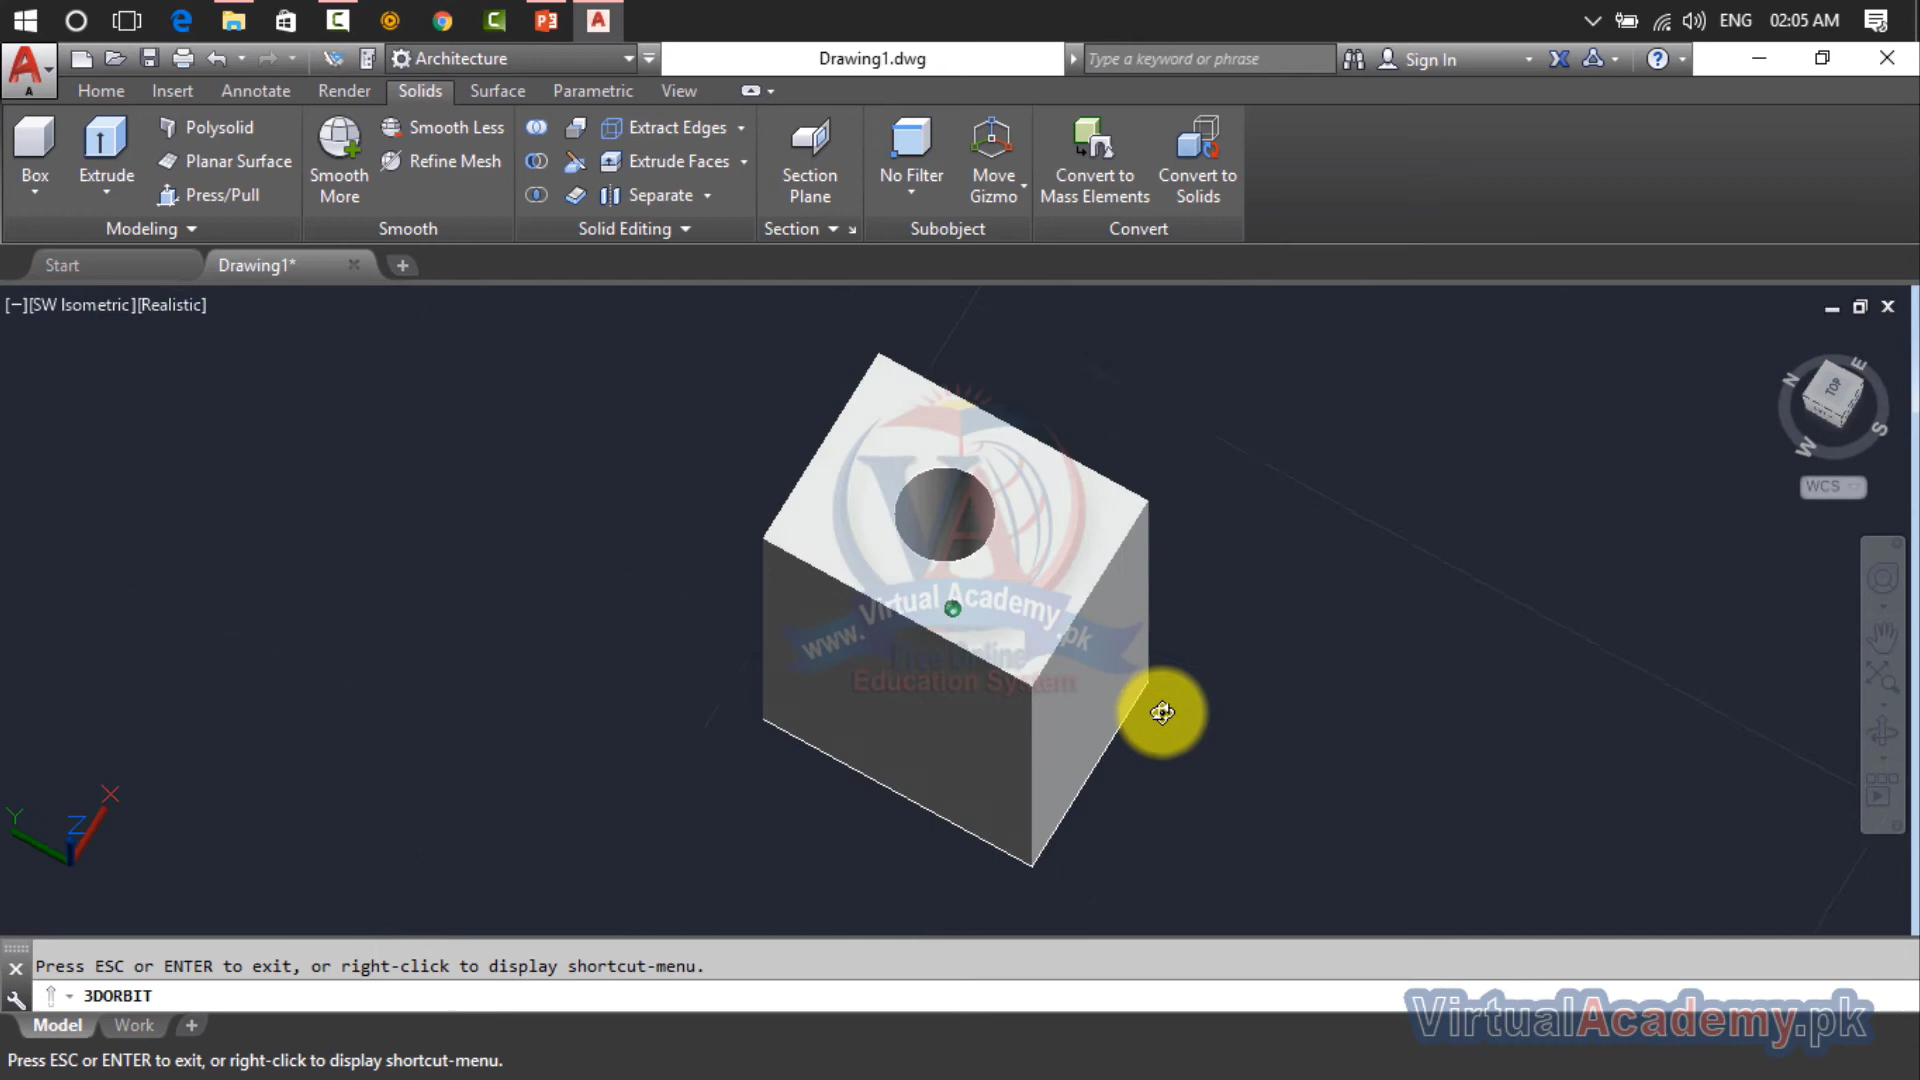 ENG 02:05 AM
Architecture
Drawing1.dwg
Type a keyword or phrase
Sign In
Home Insert Annotate Render Solids Surface Parametric View
Box
Extrude
Polysolid
Planar Surface
Press/Pull
Modeling
Smooth More
Smooth Less
Refine Mesh
Smooth
Extract Edges
Extrude Faces
Separate
Solid Editing
Section Plane
Section
No Filter
Move Gizmo
Subobject
Convert to Mass Elements
Convert to Solids
Convert
Start
Drawing1*
[−][SW Isometric][Realistic]
N E S W
TOP
WCS
VA
www.Virtual Academy.pk
Free Online
Education System
X Y Z
Press ESC or ENTER to exit, or right-click to display shortcut-menu.
3DORBIT
Model Work
VirtualAcademy.pk
Press ESC or ENTER to exit, or right-click to display shortcut-menu.